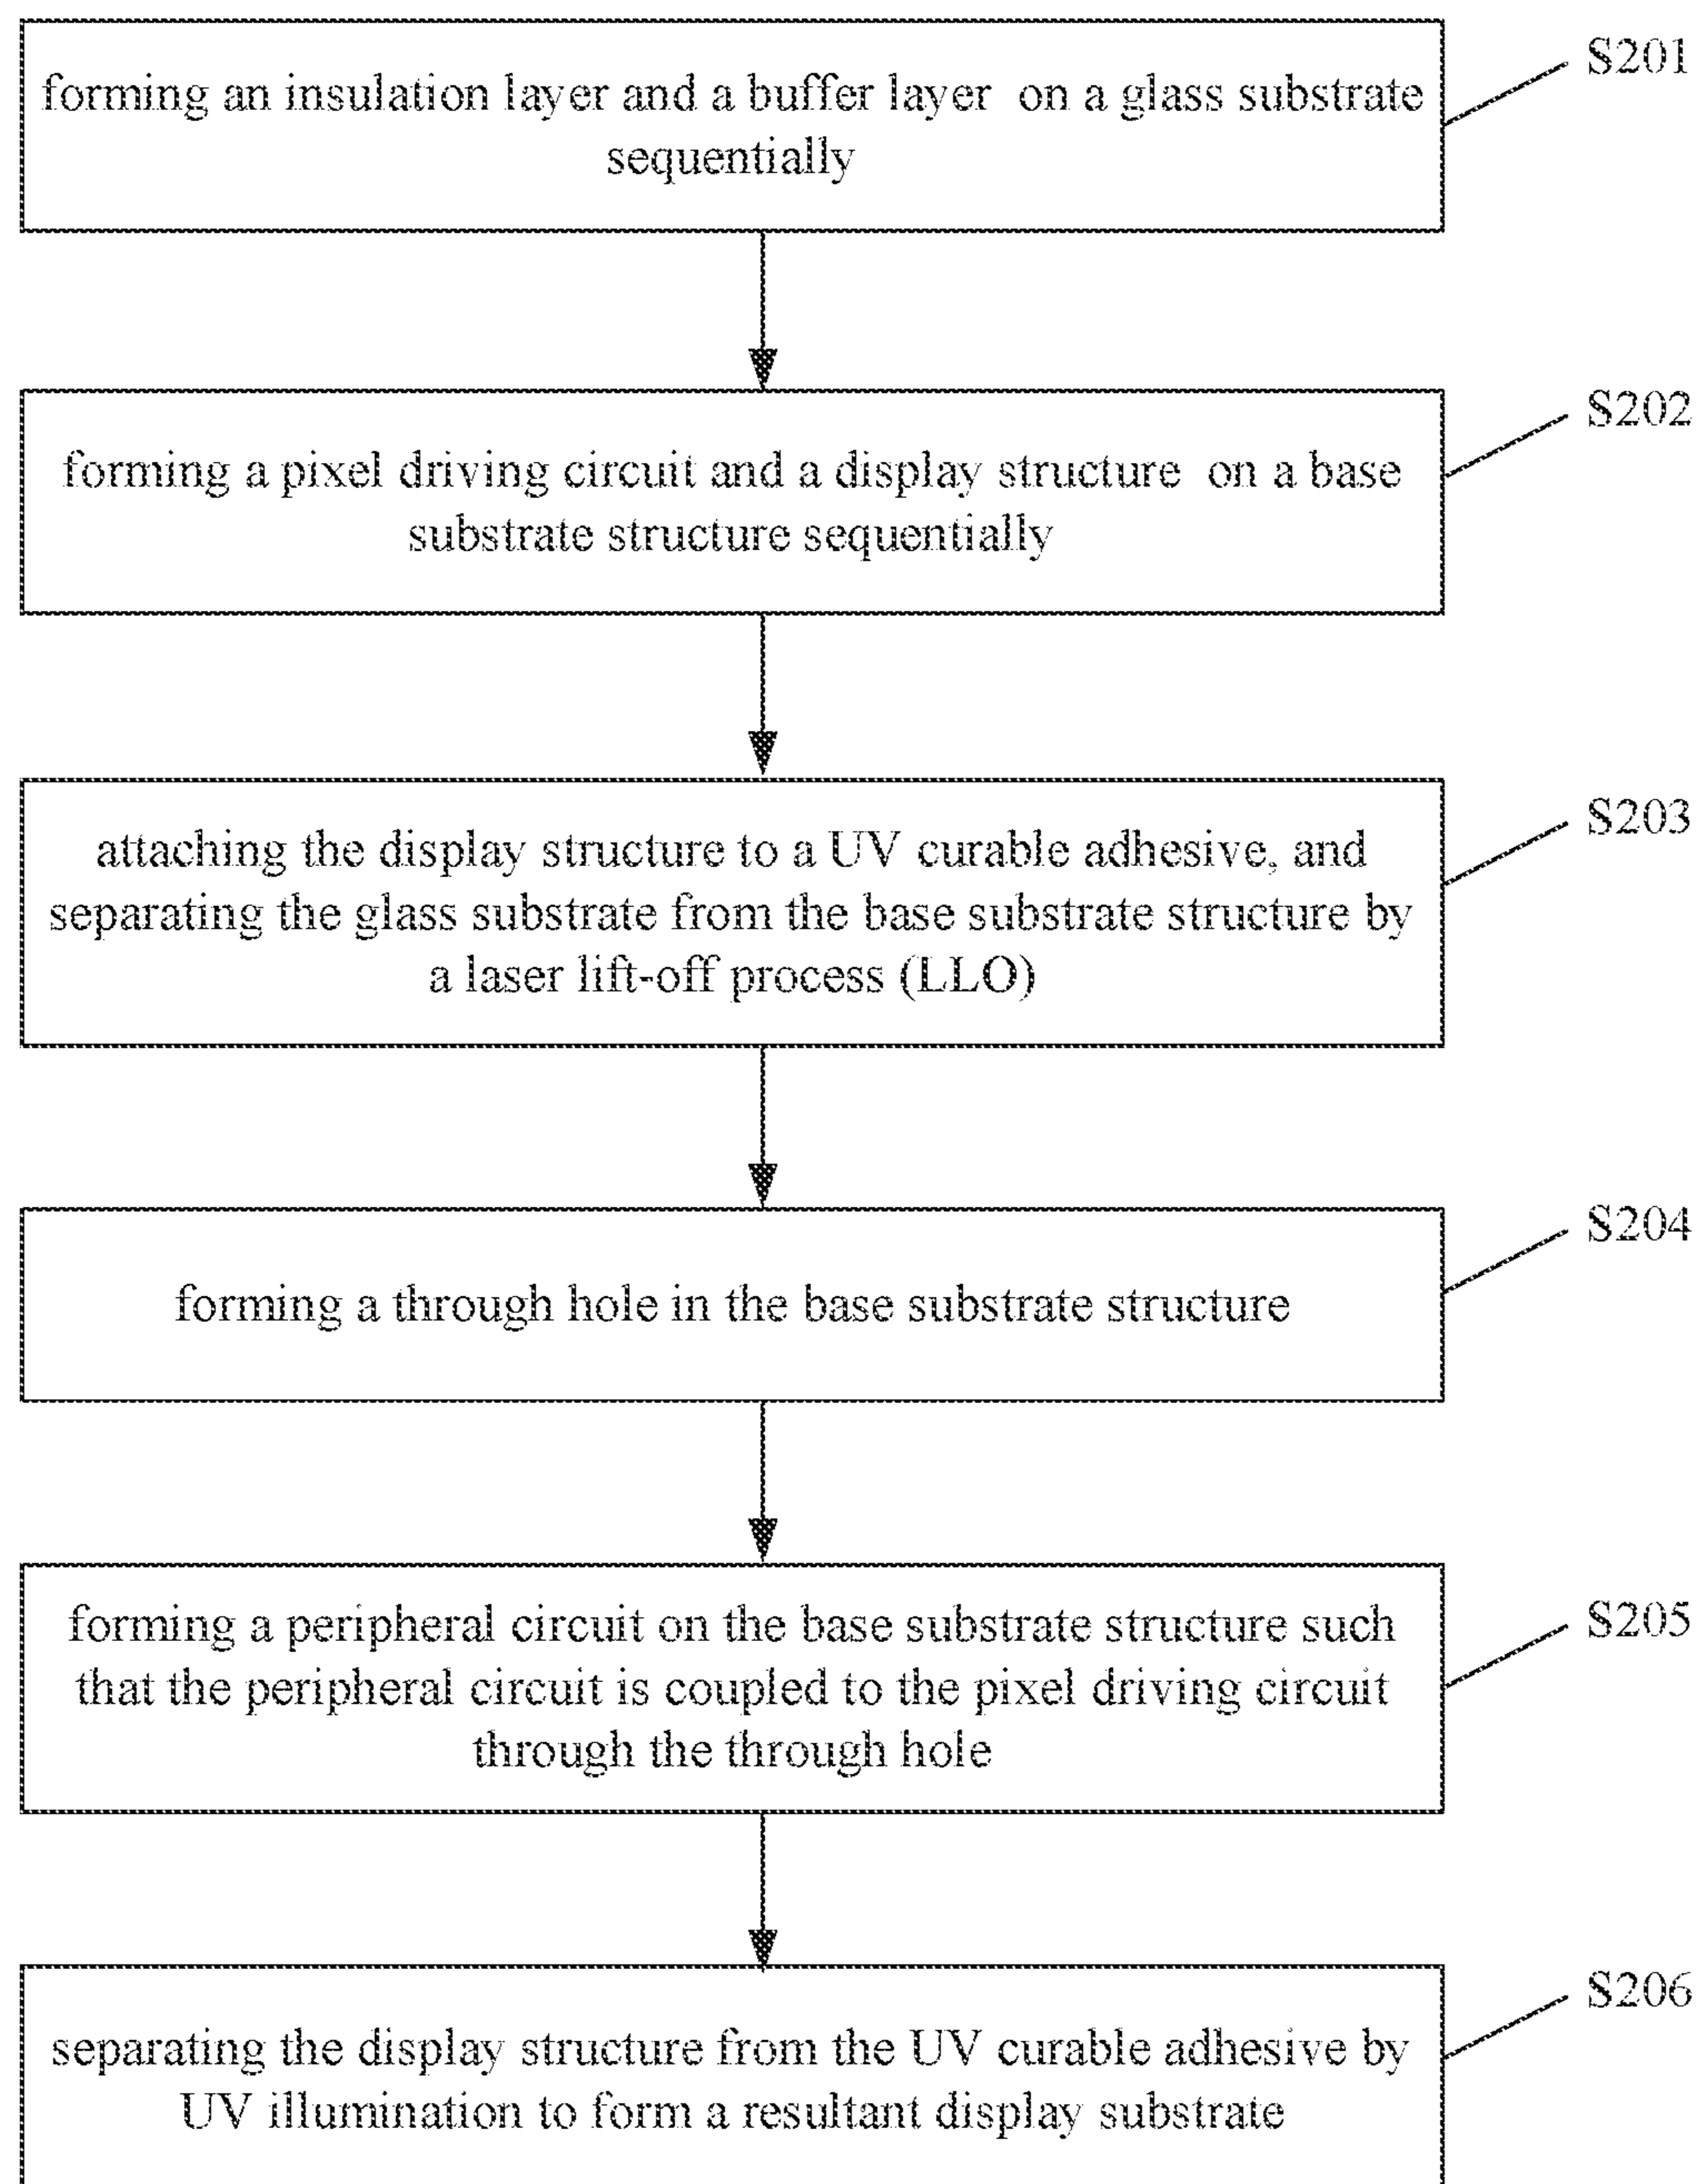 forming an insulation layer and a buffer layer on a glass substrate
sequentially
S201
forming a pixel driving circuit and a display structure on a base
substrate structure sequentially
S202
attaching the display structure to a UV curable adhesive, and
separating the glass substrate from the base substrate structure by
a laser lift-off process (LLO)
S203
forming a through hole in the base substrate structure
S204
forming a peripheral circuit on the base substrate structure such
that the peripheral circuit is coupled to the pixel driving circuit
through the through hole
S205
separating the display structure from the UV curable adhesive by
UV illumination to form a resultant display substrate
S206